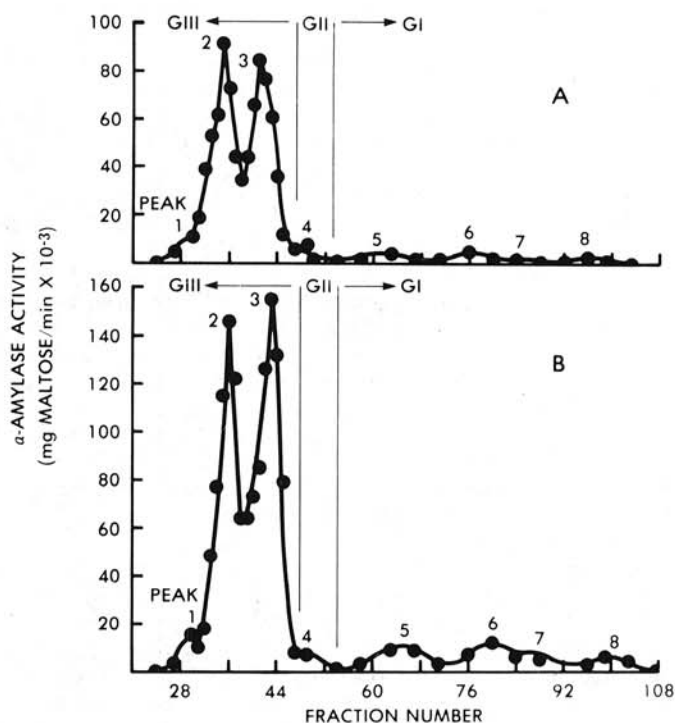 GIII GII GI
100
2
3
80
A
60
40
PEAK
20
1
4
5
6
7
8
α-AMYLASE ACTIVITY
(mg MALTOSE/min X 10-3)
GIII GII GI
160
3
2
140
B
120
100
80
60
40
PEAK
20
1
4
5
6
7
8
28 44 60 76 92 108
FRACTION NUMBER